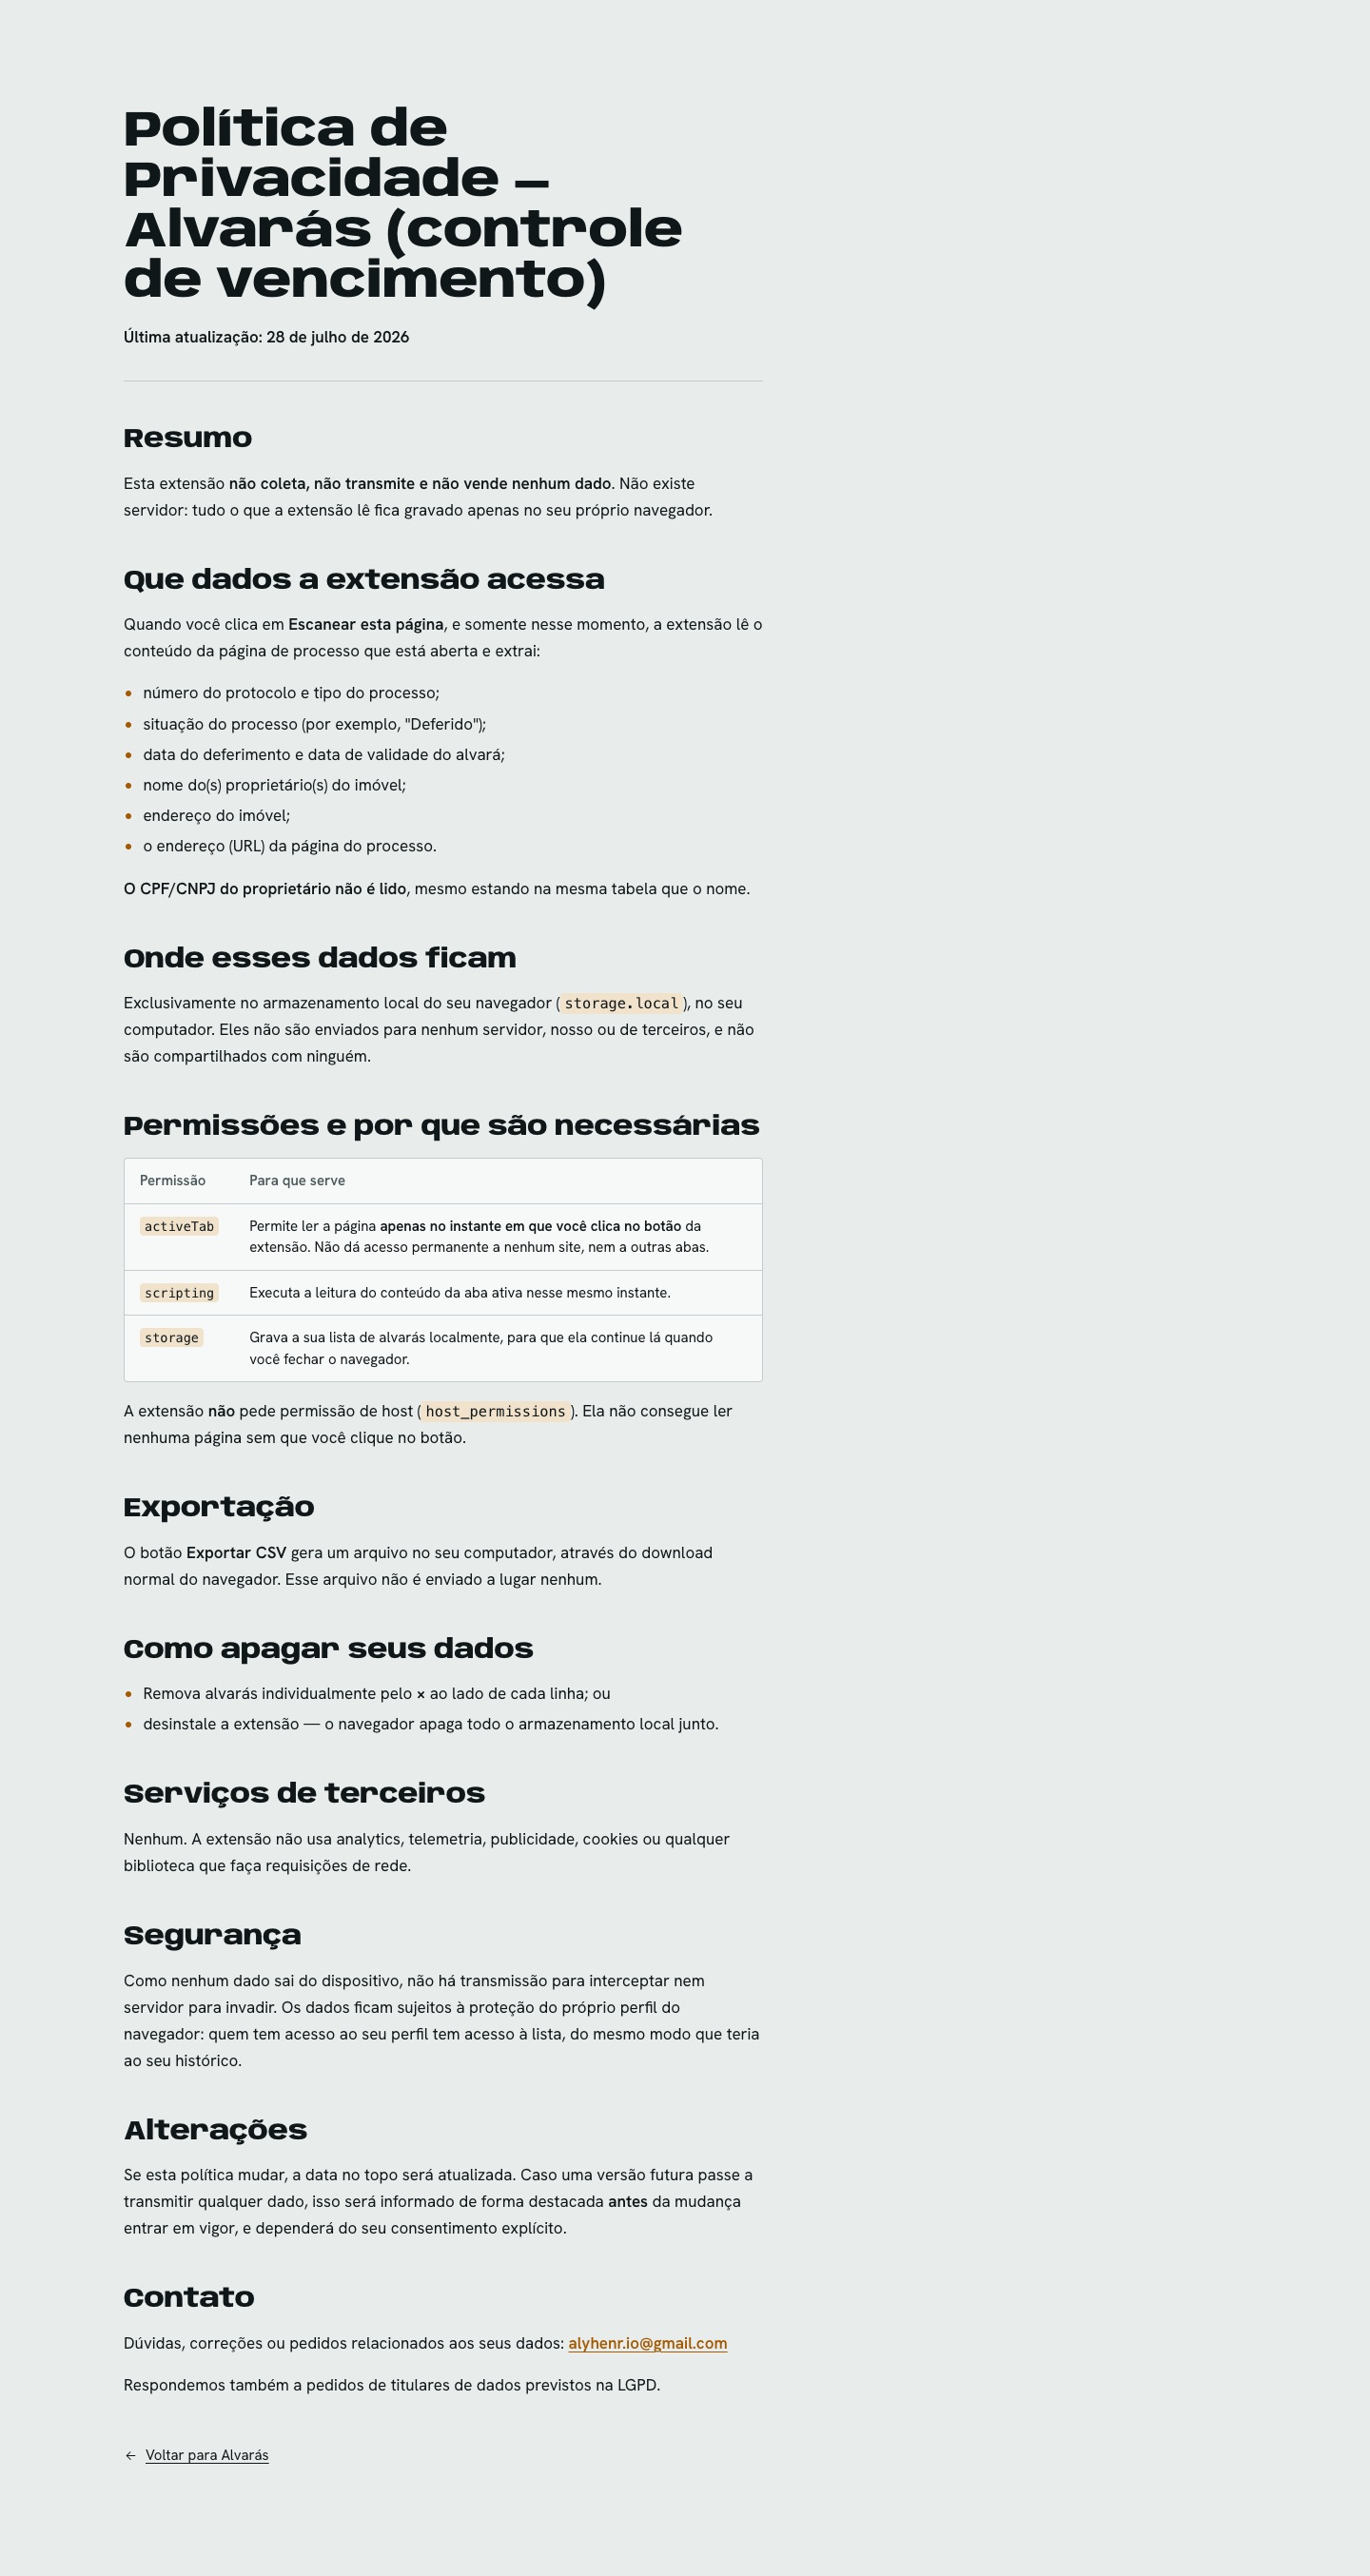 Política de
Privacidade —
Alvarás (controle
de vencimento)
Última atualização: 28 de julho de 2026
Resumo
Esta extensão não coleta, não transmite e não vende nenhum dado. Não existe
servidor: tudo o que a extensão lê fica gravado apenas no seu próprio navegador.
Que dados a extensão acessa
Quando você clica em Escanear esta página, e somente nesse momento, a extensão lê o
conteúdo da página de processo que está aberta e extrai:
• número do protocolo e tipo do processo;
• situação do processo (por exemplo, "Deferido");
• data do deferimento e data de validade do alvará;
• nome do(s) proprietário(s) do imóvel;
• endereço do imóvel;
• o endereço (URL) da página do processo.
O CPF/CNPJ do proprietário não é lido, mesmo estando na mesma tabela que o nome.
Onde esses dados ficam
Exclusivamente no armazenamento local do seu navegador (storage.local), no seu
computador. Eles não são enviados para nenhum servidor, nosso ou de terceiros, e não
são compartilhados com ninguém.
Permissões e por que são necessárias
Permissão Para que serve
activeTab Permite ler a página apenas no instante em que você clica no botão da
extensão. Não dá acesso permanente a nenhum site, nem a outras abas.
scripting Executa a leitura do conteúdo da aba ativa nesse mesmo instante.
storage Grava a sua lista de alvarás localmente, para que ela continue lá quando
você fechar o navegador.
A extensão não pede permissão de host (host_permissions). Ela não consegue ler
nenhuma página sem que você clique no botão.
Exportação
O botão Exportar CSV gera um arquivo no seu computador, através do download
normal do navegador. Esse arquivo não é enviado a lugar nenhum.
Como apagar seus dados
• Remova alvarás individualmente pelo × ao lado de cada linha; ou
• desinstale a extensão — o navegador apaga todo o armazenamento local junto.
Serviços de terceiros
Nenhum. A extensão não usa analytics, telemetria, publicidade, cookies ou qualquer
biblioteca que faça requisições de rede.
Segurança
Como nenhum dado sai do dispositivo, não há transmissão para interceptar nem
servidor para invadir. Os dados ficam sujeitos à proteção do próprio perfil do
navegador: quem tem acesso ao seu perfil tem acesso à lista, do mesmo modo que teria
ao seu histórico.
Alterações
Se esta política mudar, a data no topo será atualizada. Caso uma versão futura passe a
transmitir qualquer dado, isso será informado de forma destacada antes da mudança
entrar em vigor, e dependerá do seu consentimento explícito.
Contato
Dúvidas, correções ou pedidos relacionados aos seus dados: alyhenr.io@gmail.com
Respondemos também a pedidos de titulares de dados previstos na LGPD.
← Voltar para Alvarás